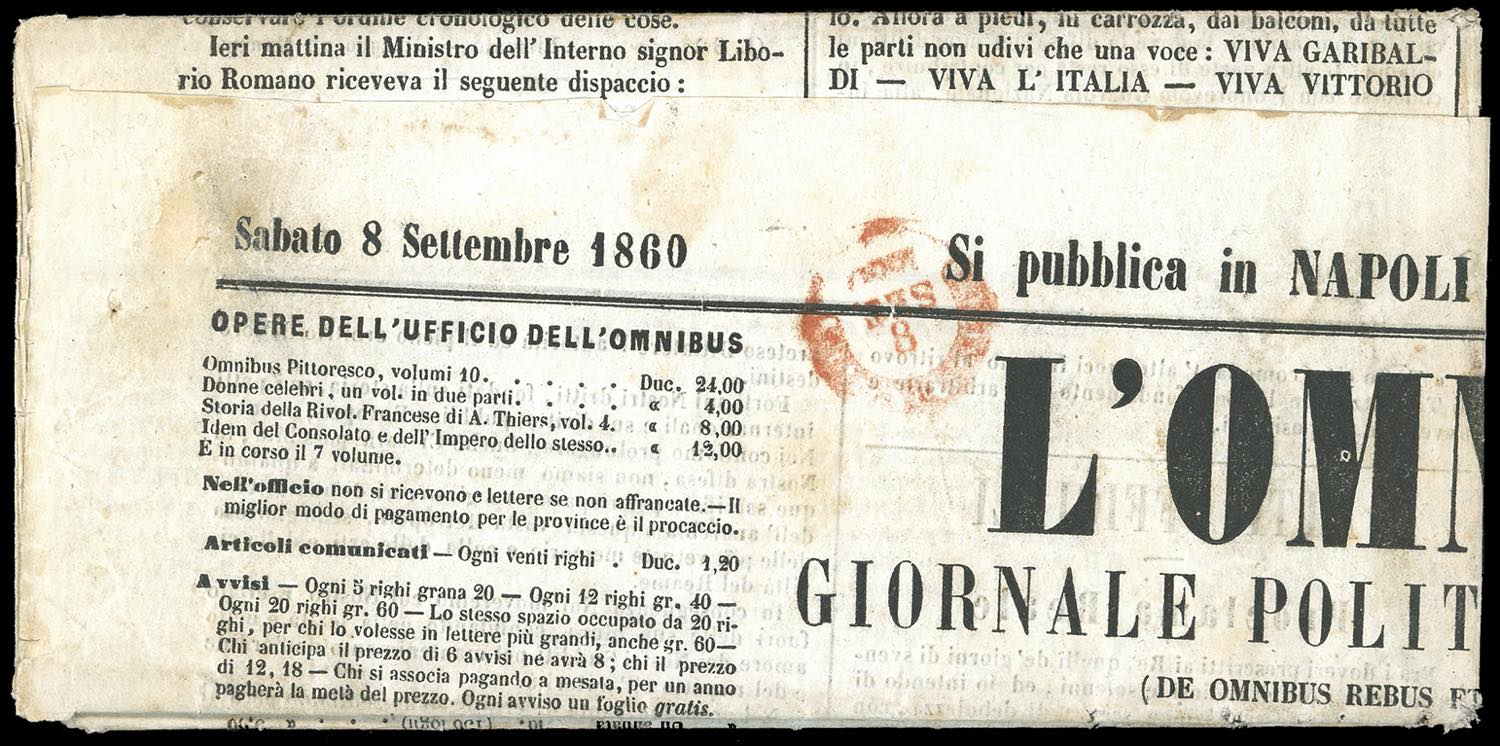 conservare l'ordine cronologico delle cose.
Ieri mattina il Ministro dell'Interno signor Libo-
rio Romano riceveva il seguente dispaccio :
io. Allora a piedi, in carrozza, dai balconi, da tutte
le parti non udivi che una voce : VIVA GARIBAL-
DI — VIVA L' ITALIA — VIVA VITTORIO
Sabato 8 Settembre 1860
Si pubblica in NAPOLI
SET
8
OPERE DELL'UFFICIO DELL'OMNIBUS
Omnibus Pittoresco, volumi 10. . . . . . Duc. 24,00
Donne celebri, un vol. in due parti. . . . . « 4,00
Storia della Rivol. Francese di A. Thiers, vol. 4. « 8,00
Idem del Consolato e dell'Impero dello stesso.. « 12,00
E in corso il 7 volume.
Nell'officio non si ricevono e lettere se non affrancate.—Il
miglior modo di pagamento per le province è il procaccio.
Articoli comunicati — Ogni venti righi . Duc. 1,20
Avvisi — Ogni 5 righi grana 20 — Ogni 12 righi gr. 40 —
Ogni 20 righi gr. 60 — Lo stesso spazio occupato da 20 ri-
ghi, per chi lo volesse in lettere più grandi, anche gr. 60—
Chi anticipa il prezzo di 6 avvisi ne avrà 8 ; chi il prezzo
di 12, 18 — Chi si associa pagando a mesata, per un anno
pagherà la metà del prezzo. Ogni avviso un foglio gratis.
L'OMN
GIORNALE POLIT
(DE OMNIBUS REBUS ET